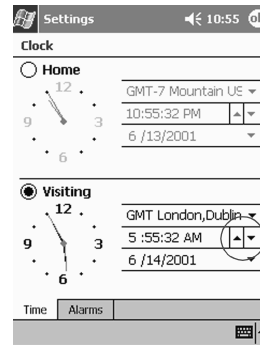 Settings 10:55 ok
Clock
Home
12
9 3
6
GMT-7 Mountain US
10:55:32 PM
6 /13/2001
Visiting
12
9 3
6
GMT London,Dublin
5 :55:32 AM
6 /14/2001
Time Alarms